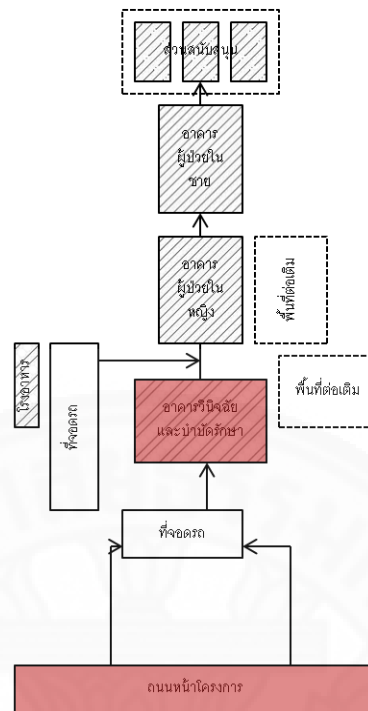 ส่วนสนับสนุน
อาคาร
ผู้ป่วยใน
ชาย
อาคาร
ผู้ป่วยใน
หญิง
พื้นที่ต่อเติม
โรงอาหาร
ที่จอดรถ
อาคารวินิจฉัย
และบำบัดรักษา
พื้นที่ต่อเติม
ที่จอดรถ
ถนนหน้าโครงการ